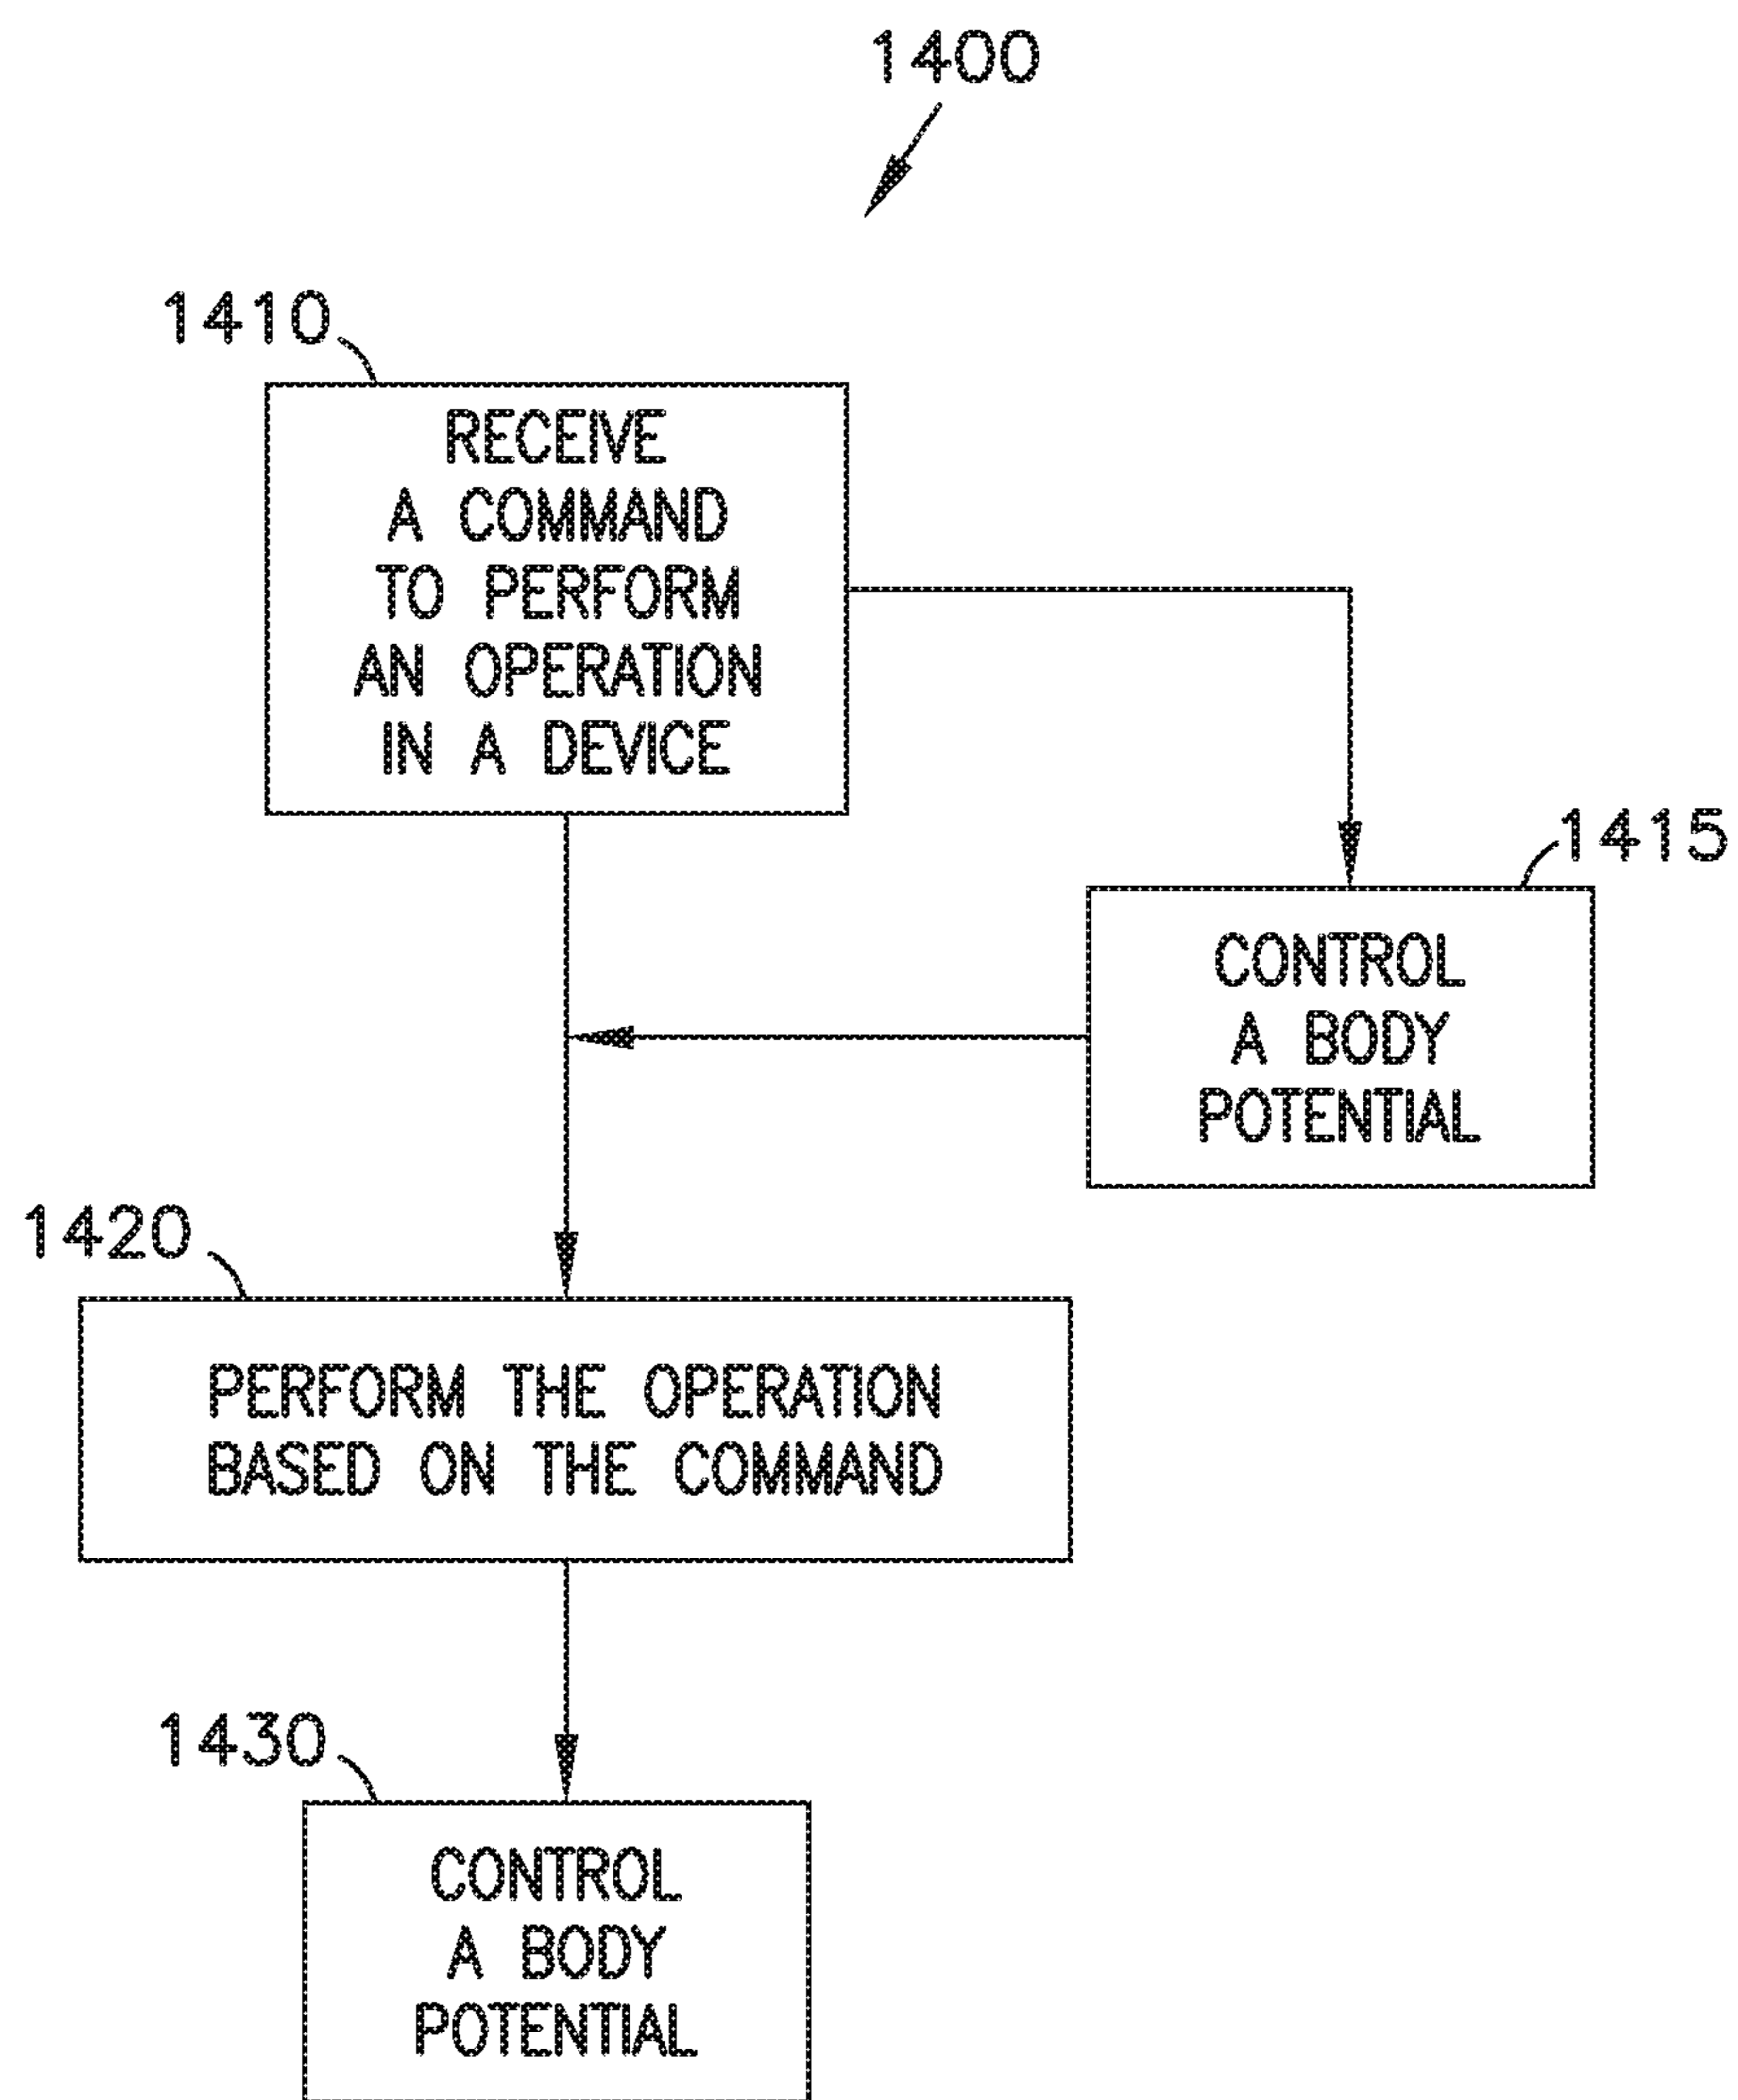 1400
1410
RECEIVE
A COMMAND
TO PERFORM
AN OPERATION
IN A DEVICE
1415
CONTROL
A BODY
POTENTIAL
1420
PERFORM THE OPERATION
BASED ON THE COMMAND
1430
CONTROL
A BODY
POTENTIAL